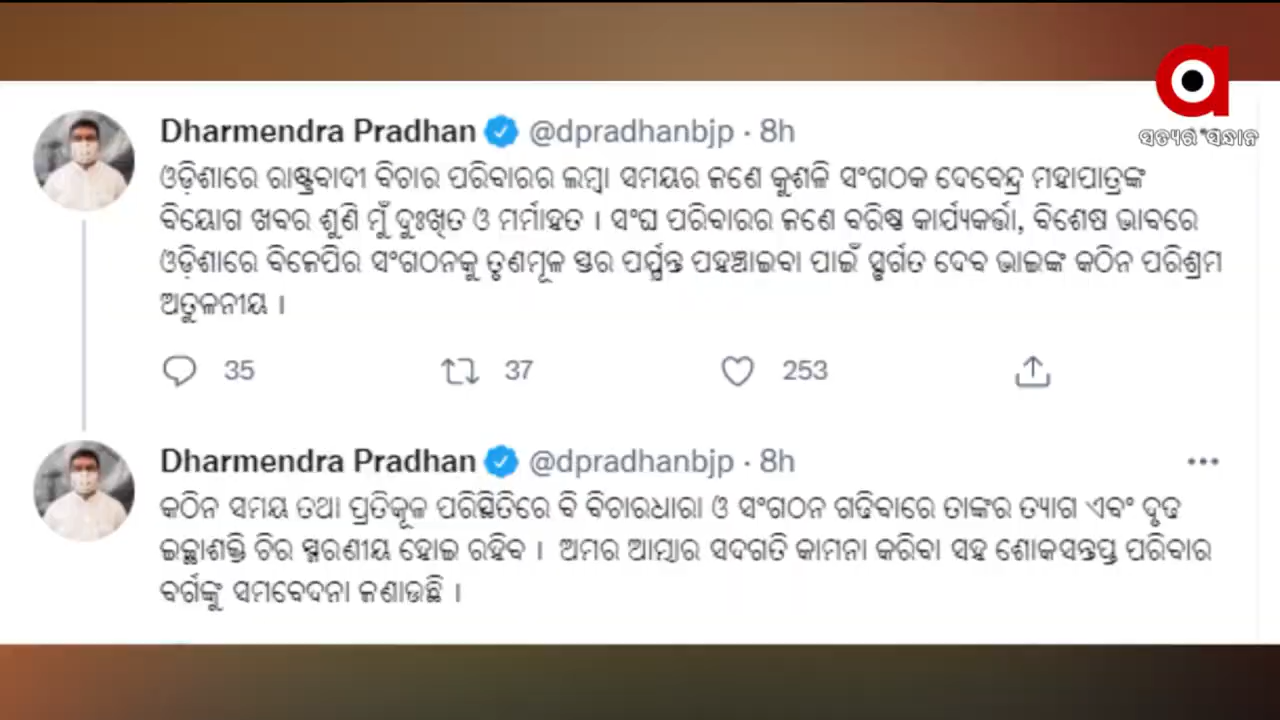 ସତ୍ୟର ସନ୍ଧାନ
Dharmendra Pradhan @dpradhanbjp · 8h
ଓଡ଼ିଶାରେ ରାଷ୍ଟ୍ରବାଦୀ ବିଚାର ପରିବାରର ଲମ୍ବା ସମୟର ଜଣେ କୁଶଳି ସଂଗଠକ ଦେବେନ୍ଦ୍ର ମହାପାତ୍ରଙ୍କ
ବିୟୋଗ ଖବର ଶୁଣି ମୁଁ ଦୁଃଖିତ ଓ ମର୍ମାହତ । ସଂଘ ପରିବାରର ଜଣେ ବରିଷ୍ଠ କାର୍ଯ୍ୟକର୍ତ୍ତା, ବିଶେଷ ଭାବରେ
ଓଡ଼ିଶାରେ ବିଜେପିର ସଂଗଠନକୁ ତୃଣମୂଳ ସ୍ତର ପର୍ଯ୍ୟନ୍ତ ପହଞ୍ଚାଇବା ପାଇଁ ସ୍ବର୍ଗତ ଦେବ ଭାଇଙ୍କ କଠିନ ପରିଶ୍ରମ
ଅତୁଳନୀୟ ।
35 37 253
Dharmendra Pradhan @dpradhanbjp · 8h
କଠିନ ସମୟ ତଥା ପ୍ରତିକୂଳ ପରିସ୍ଥିତିରେ ବି ବିଚାରଧାରା ଓ ସଂଗଠନ ଗଢିବାରେ ତାଙ୍କର ତ୍ୟାଗ ଏବଂ ଦୃଢ
ଇଚ୍ଛାଶକ୍ତି ଚିର ସ୍ମରଣୀୟ ହୋଇ ରହିବ । ଅମର ଆତ୍ମାର ସଦଗତି କାମନା କରିବା ସହ ଶୋକସନ୍ତପ୍ତ ପରିବାର
ବର୍ଗଙ୍କୁ ସମବେଦନା ଜଣାଉଛି ।